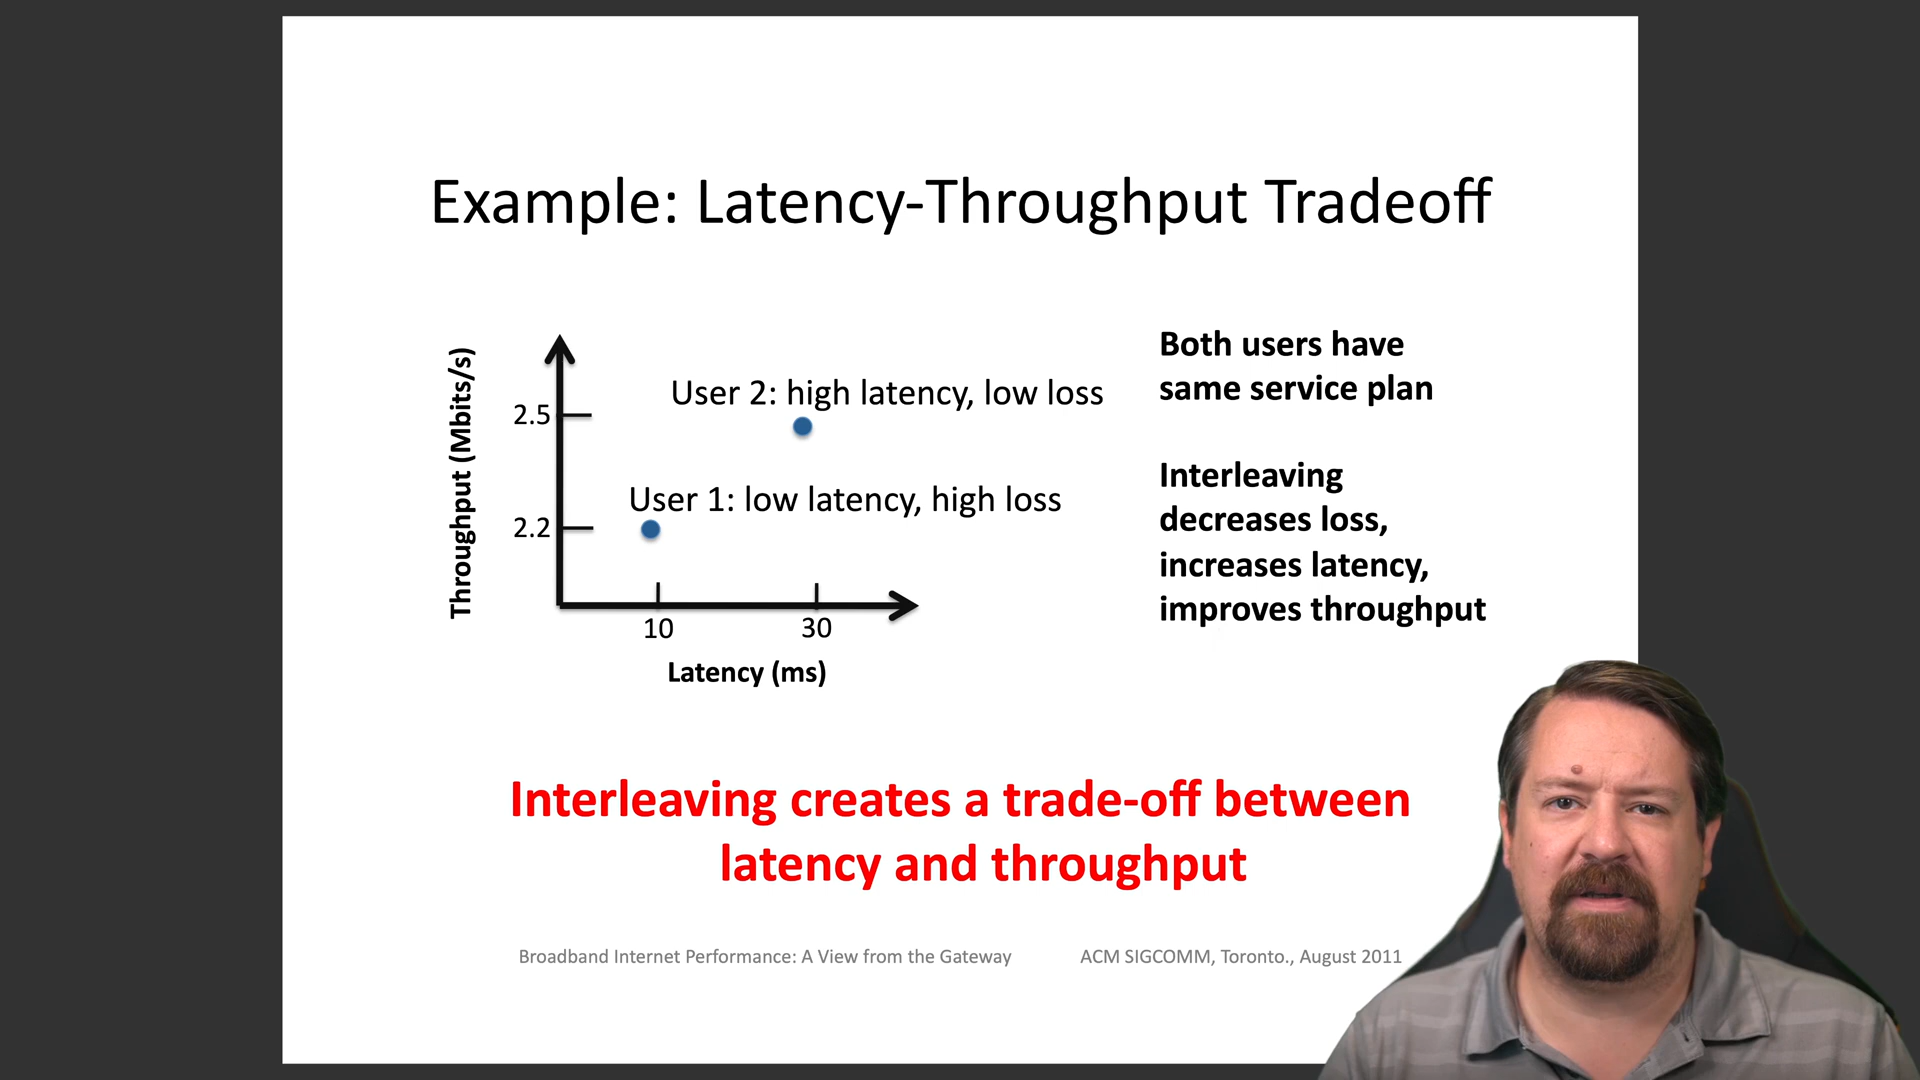 Example: Latency-Throughput Tradeoff
Throughput (Mbits/s)
2.5
2.2
User 2: high latency, low loss
User 1: low latency, high loss
10
30
Latency (ms)
Both users have
same service plan
Interleaving
decreases loss,
increases latency,
improves throughput
Interleaving creates a trade-off between
latency and throughput
Broadband Internet Performance: A View from the Gateway
ACM SIGCOMM, Toronto., August 2011